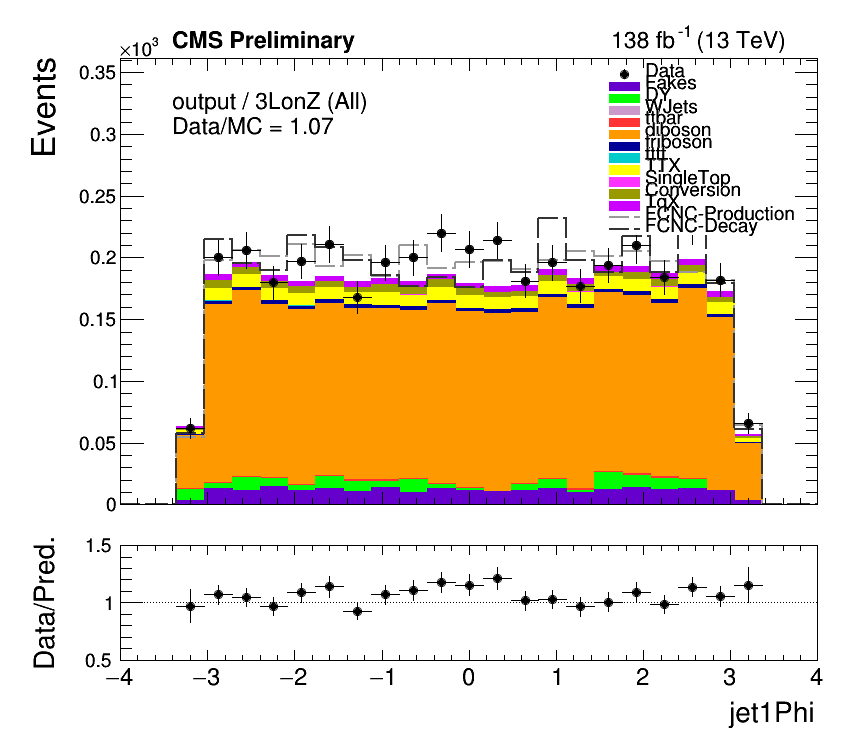 ×10³ CMS Preliminary 138 fb⁻¹ (13 TeV)
Events
0.35
0.3
0.25
0.2
0.15
0.1
0.05
0
output / 3LonZ (All)
Data/MC = 1.07
Data
Fakes
DY
WJets
ttbar
diboson
triboson
tttt
TTX
SingleTop
Conversion
TqX
FCNC-Production
FCNC-Decay
Data/Pred.
1.5
1
0.5
−4 −3 −2 −1 0 1 2 3 4
jet1Phi